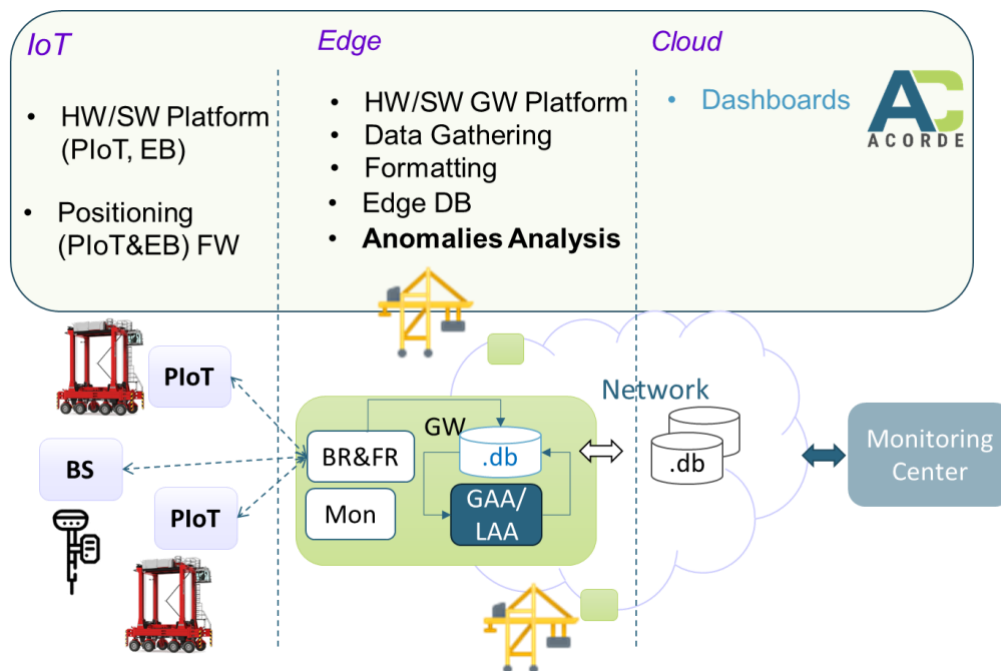 IoT
Edge
Cloud
• HW/SW Platform
(PIoT, EB)
• Positioning
(PIoT&EB) FW
• HW/SW GW Platform
• Data Gathering
• Formatting
• Edge DB
• Anomalies Analysis
• Dashboards
AC
ACORDE
PIoT
BS
PIoT
BR&FR
Mon
GW
.db
GAA/
LAA
Network
.db
Monitoring
Center